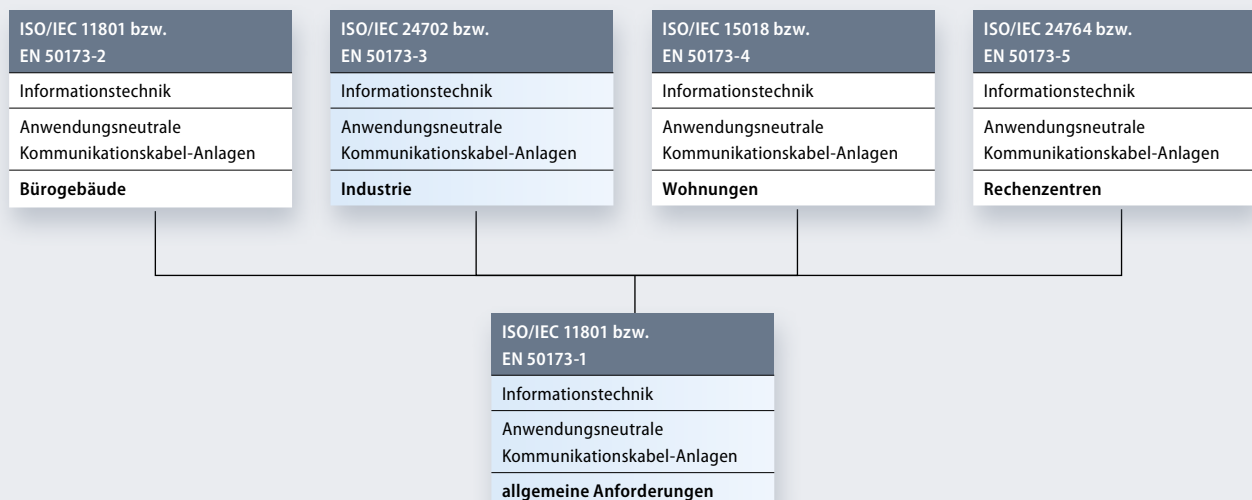 ISO/IEC 11801 bzw.
EN 50173-2
Informationstechnik
Anwendungsneutrale
Kommunikationskabel-Anlagen
Bürogebäude
ISO/IEC 24702 bzw.
EN 50173-3
Informationstechnik
Anwendungsneutrale
Kommunikationskabel-Anlagen
Industrie
ISO/IEC 15018 bzw.
EN 50173-4
Informationstechnik
Anwendungsneutrale
Kommunikationskabel-Anlagen
Wohnungen
ISO/IEC 24764 bzw.
EN 50173-5
Informationstechnik
Anwendungsneutrale
Kommunikationskabel-Anlagen
Rechenzentren
ISO/IEC 11801 bzw.
EN 50173-1
Informationstechnik
Anwendungsneutrale
Kommunikationskabel-Anlagen
allgemeine Anforderungen